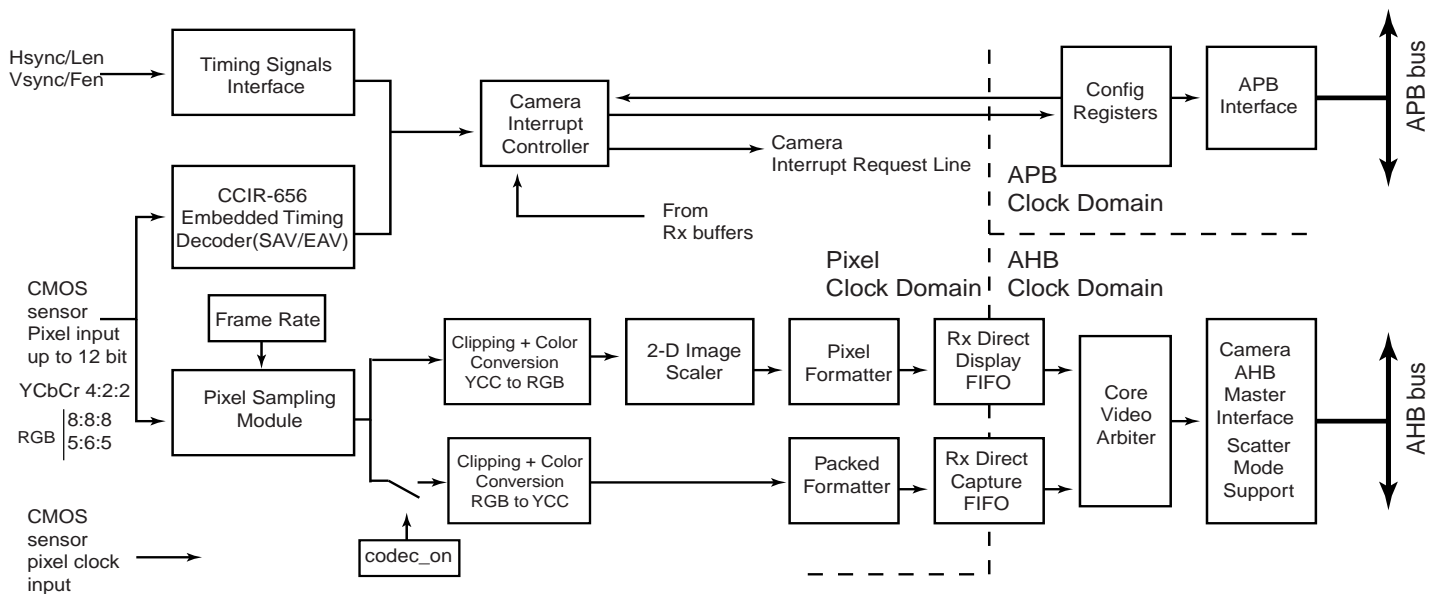 Hsync/Len
Vsync/Fen
Timing Signals
Interface
Camera
Interrupt
Controller
Config
Registers
APB
Interface
APB bus
Camera
Interrupt Request Line
APB
Clock Domain
CCIR-656
Embedded Timing
Decoder(SAV/EAV)
From
Rx buffers
Pixel
Clock Domain
AHB
Clock Domain
CMOS
sensor
Pixel input
up to 12 bit
YCbCr 4:2:2
RGB
8:8:8
5:6:5
Frame Rate
Pixel Sampling
Module
Clipping + Color
Conversion
YCC to RGB
2-D Image
Scaler
Pixel
Formatter
Rx Direct
Display
FIFO
Core
Video
Arbiter
Camera
AHB
Master
Interface
Scatter
Mode
Support
AHB bus
Clipping + Color
Conversion
RGB to YCC
Packed
Formatter
Rx Direct
Capture
FIFO
codec_on
CMOS
sensor
pixel clock
input